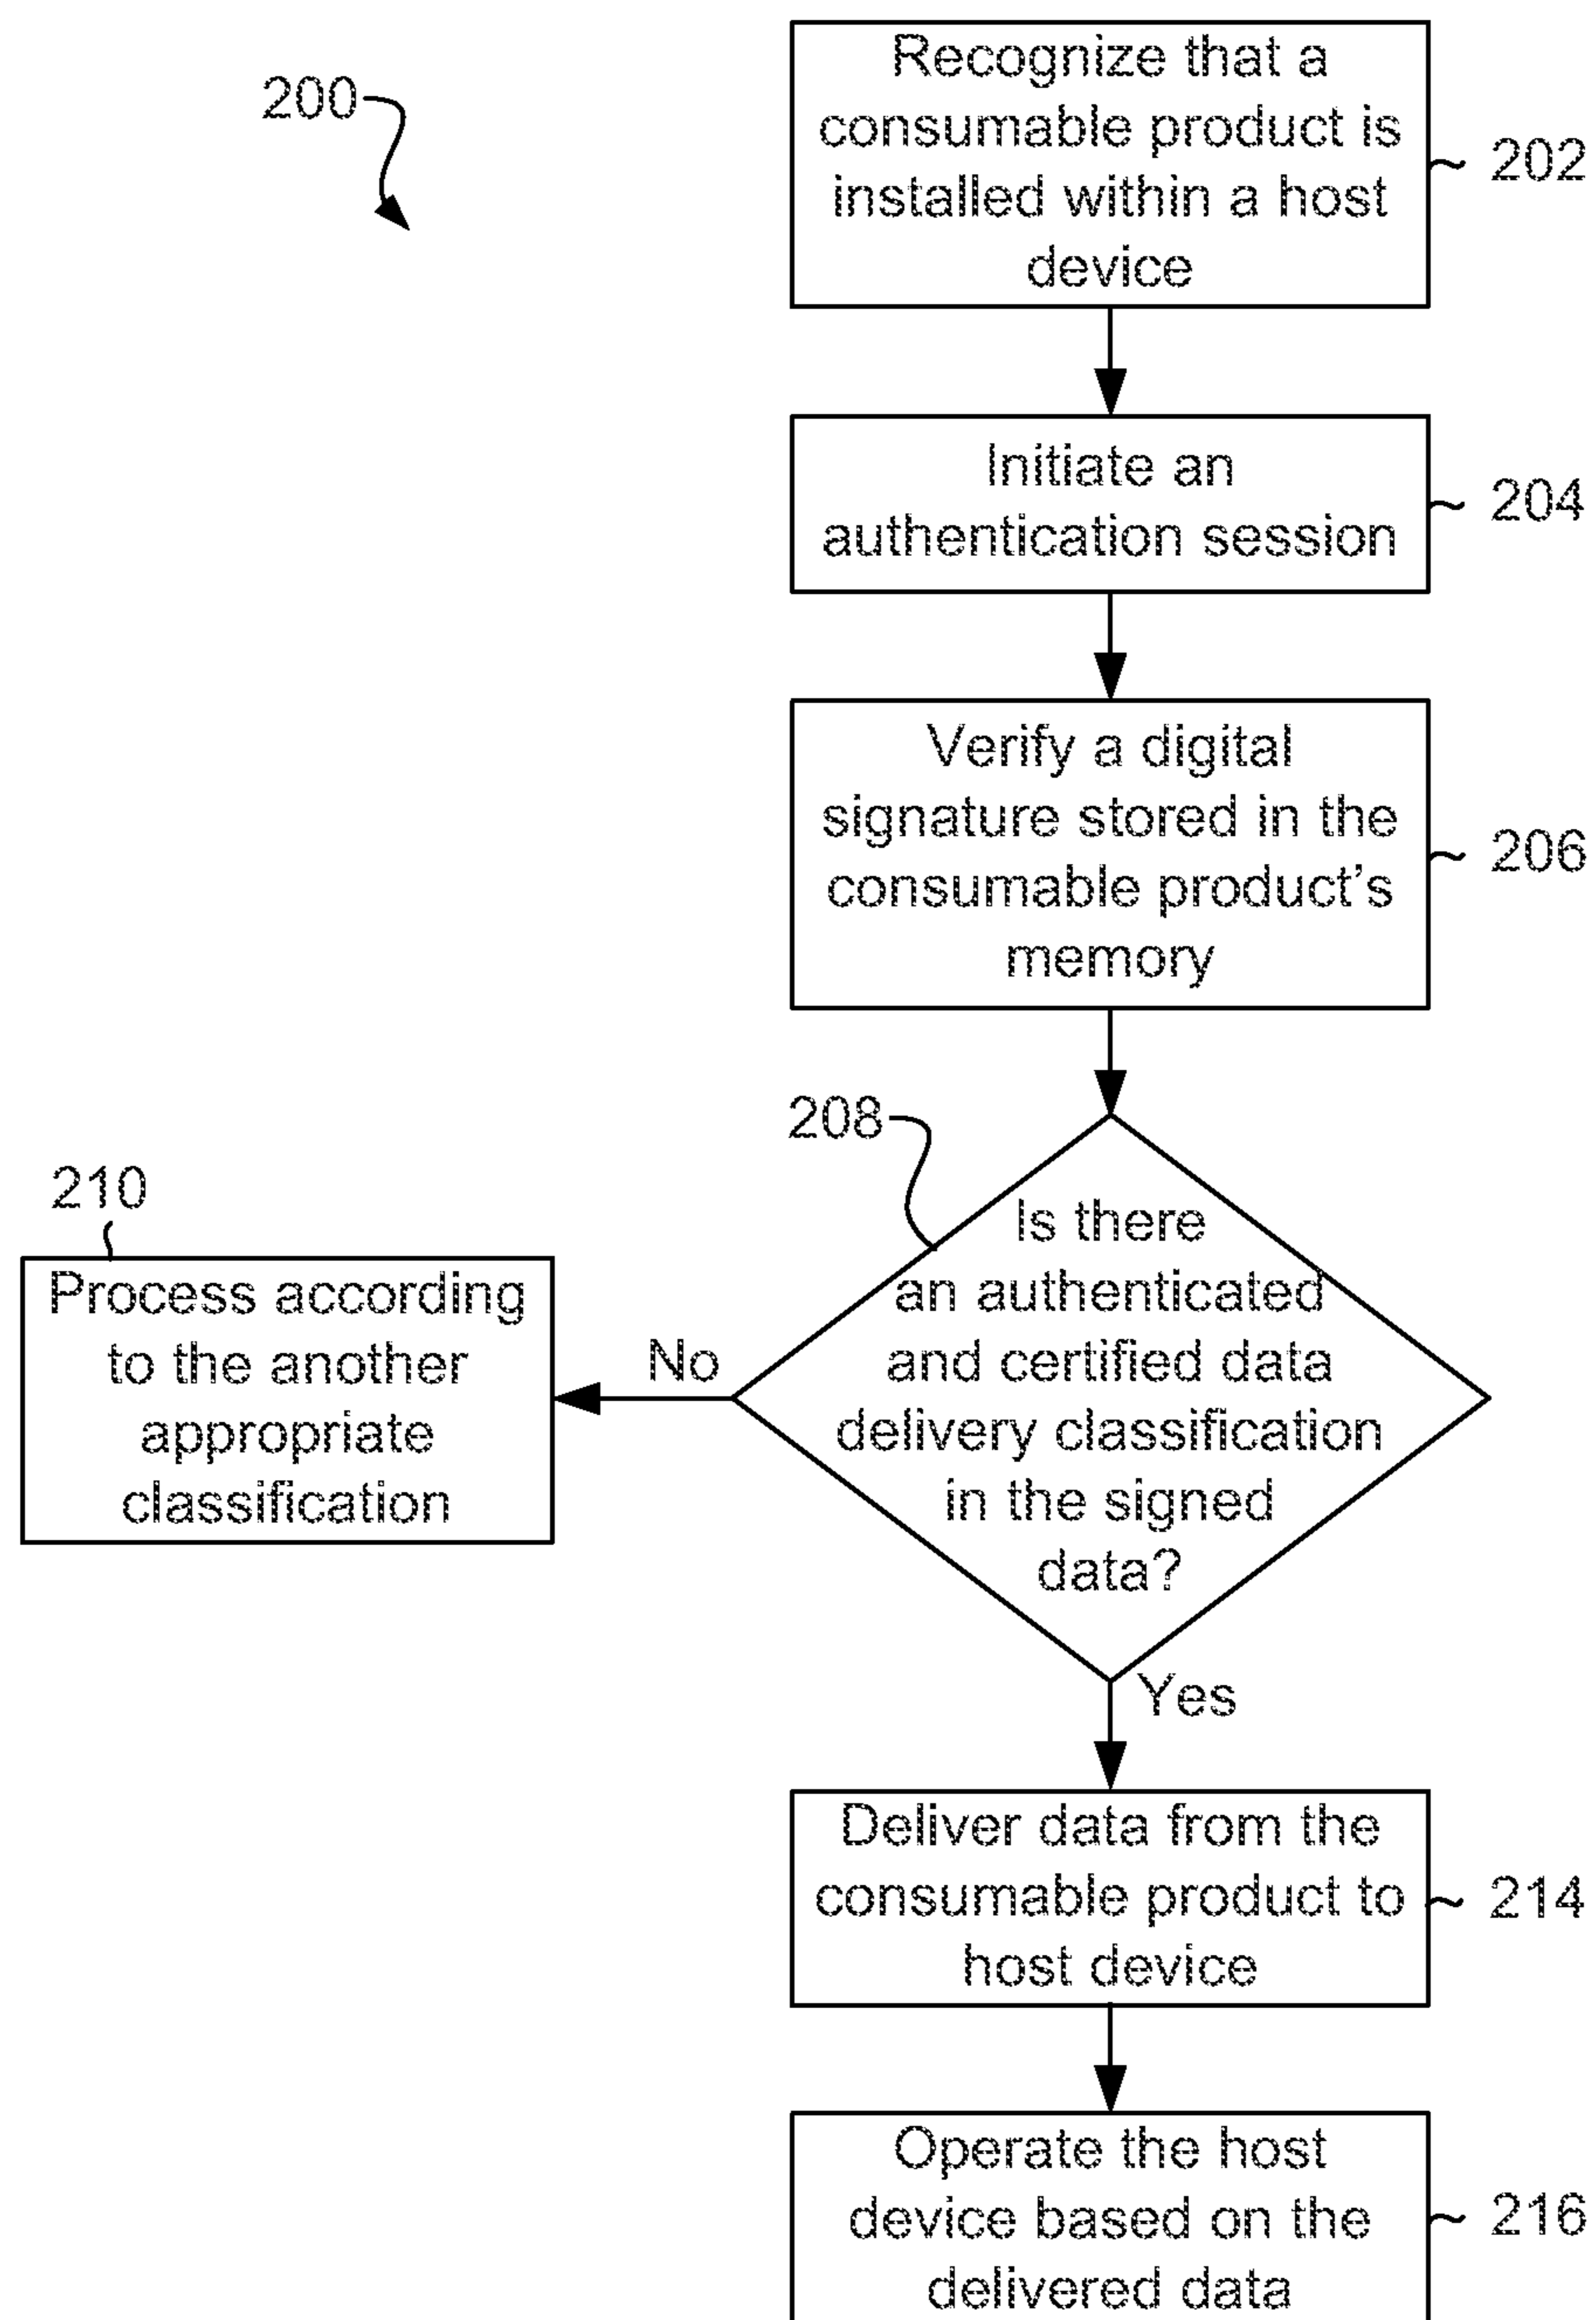 200
Recognize that a
consumable product is
installed within a host
device
202
Initiate an
authentication session
204
Verify a digital
signature stored in the
consumable product's
memory
206
208
Is there
an authenticated
and certified data
delivery classification
in the signed
data?
No
210
Process according
to the another
appropriate
classification
Yes
Deliver data from the
consumable product to
host device
214
Operate the host
device based on the
delivered data
216